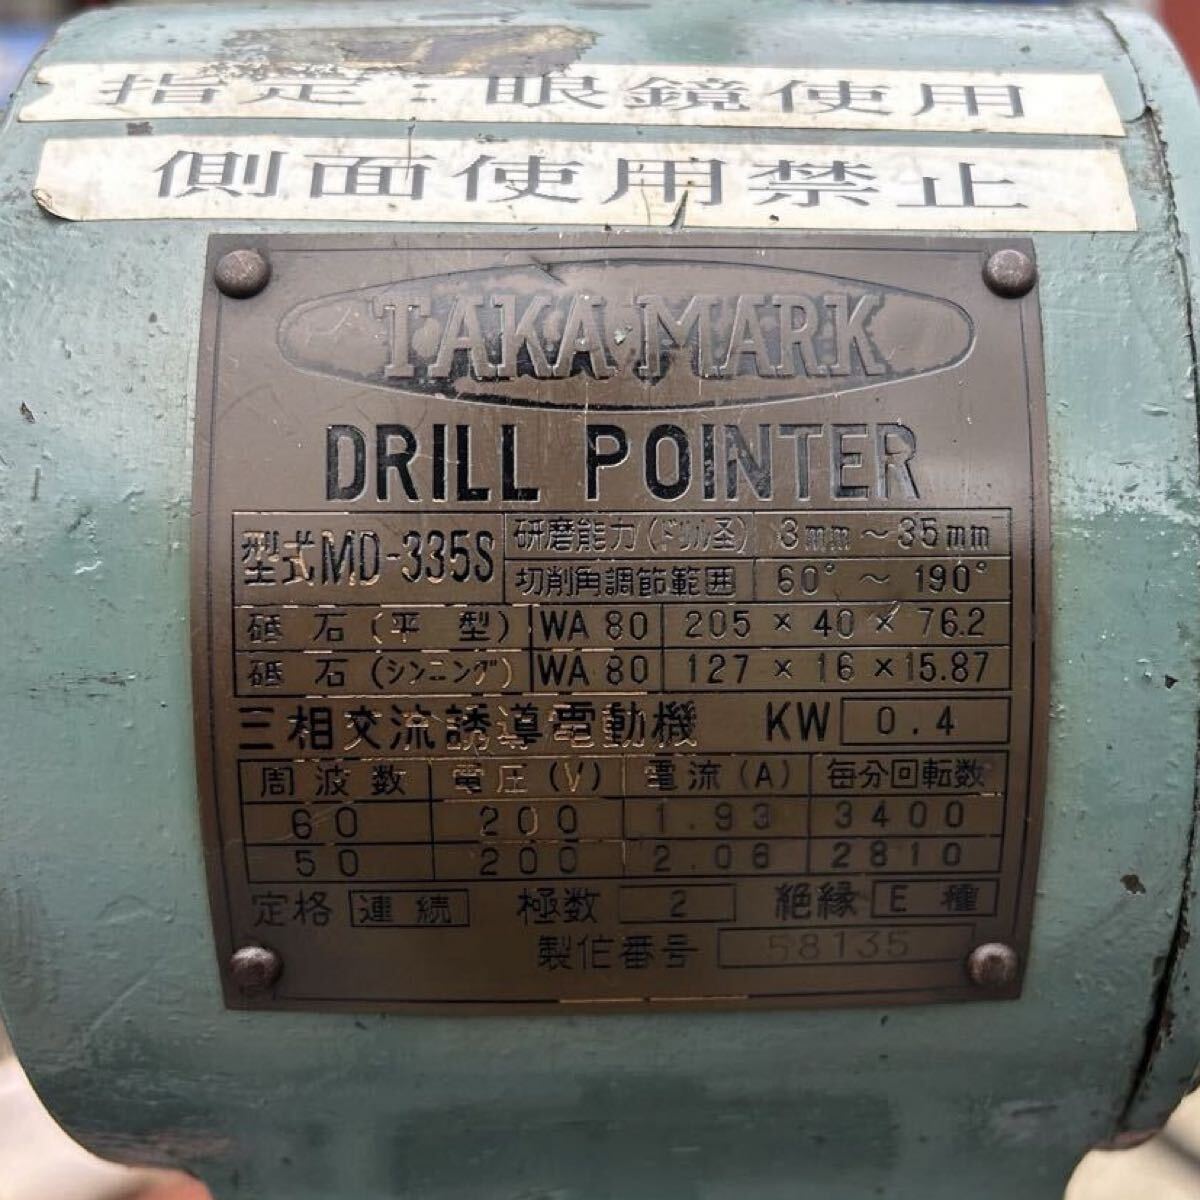 指定：眼鏡使用
側面使用禁止
TAKA・MARK
DRILL POINTER
型式 MD-335S 研磨能力(ドリル径) 3mm ～ 35mm
切削角調節範囲 60° ～ 190°
砥石(平型) WA 80 205 × 40 × 76.2
砥石(シンニング) WA 80 127 × 16 × 15.87
三相交流誘導電動機 KW 0.4
周波数 電圧(V) 電流(A) 毎分回転数
60 200 1.93 3400
50 200 2.06 2810
定格 連続 極数 2 絶縁 E種
製作番号 58135